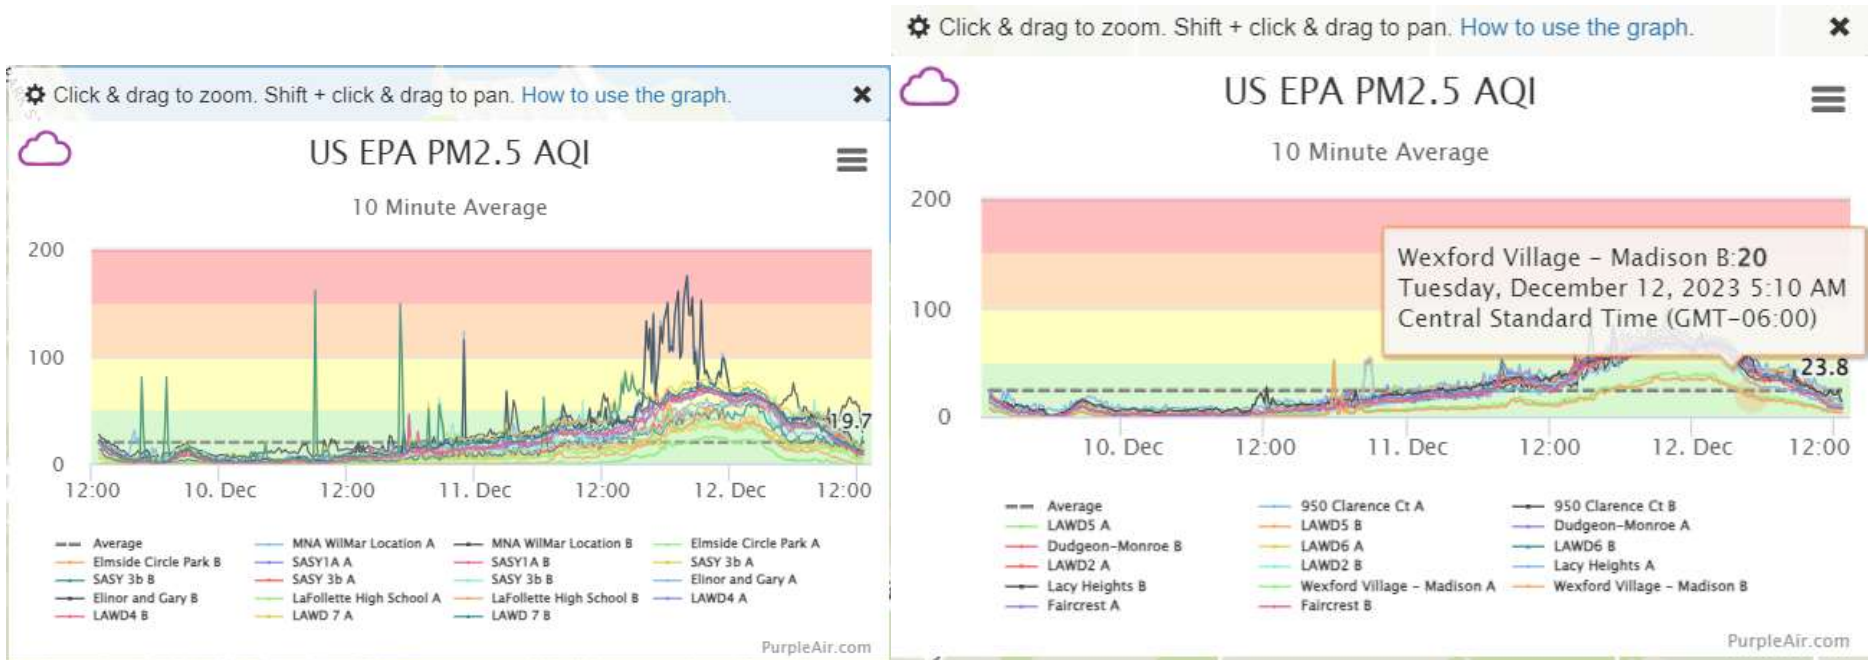 Click & drag to zoom. Shift + click & drag to pan. How to use the graph.
US EPA PM2.5 AQI
10 Minute Average
200
100
0
19.7
12:00 10. Dec 12:00 11. Dec 12:00 12. Dec 12:00
Average MNA WilMar Location A MNA WilMar Location B Elmside Circle Park A
Elmside Circle Park B SASY1A A SASY1A B SASY 3b A
SASY 3b B SASY 3b A SASY 3b B Elinor and Gary A
Elinor and Gary B LaFollette High School A LaFollette High School B LAWD4 A
LAWD4 B LAWD 7 A LAWD 7 B
PurpleAir.com
Click & drag to zoom. Shift + click & drag to pan. How to use the graph.
US EPA PM2.5 AQI
10 Minute Average
200
Wexford Village - Madison B:20
Tuesday, December 12, 2023 5:10 AM
Central Standard Time (GMT-06:00)
100
23.8
0
10. Dec 12:00 11. Dec 12:00 12. Dec 12:00
Average 950 Clarence Ct A 950 Clarence Ct B
LAWD5 A LAWD5 B Dudgeon-Monroe A
Dudgeon-Monroe B LAWD6 A LAWD6 B
LAWD2 A LAWD2 B Lacy Heights A
Lacy Heights B Wexford Village - Madison A Wexford Village - Madison B
Faircrest A Faircrest B
PurpleAir.com